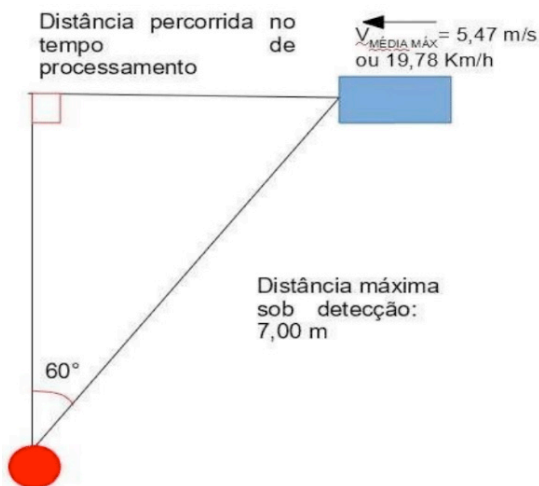 Distância percorrida no
tempo de
processamento
VMÉDIA MÁX= 5,47 m/s
ou 19,78 Km/h
Distância máxima
sob detecção:
7,00 m
60°